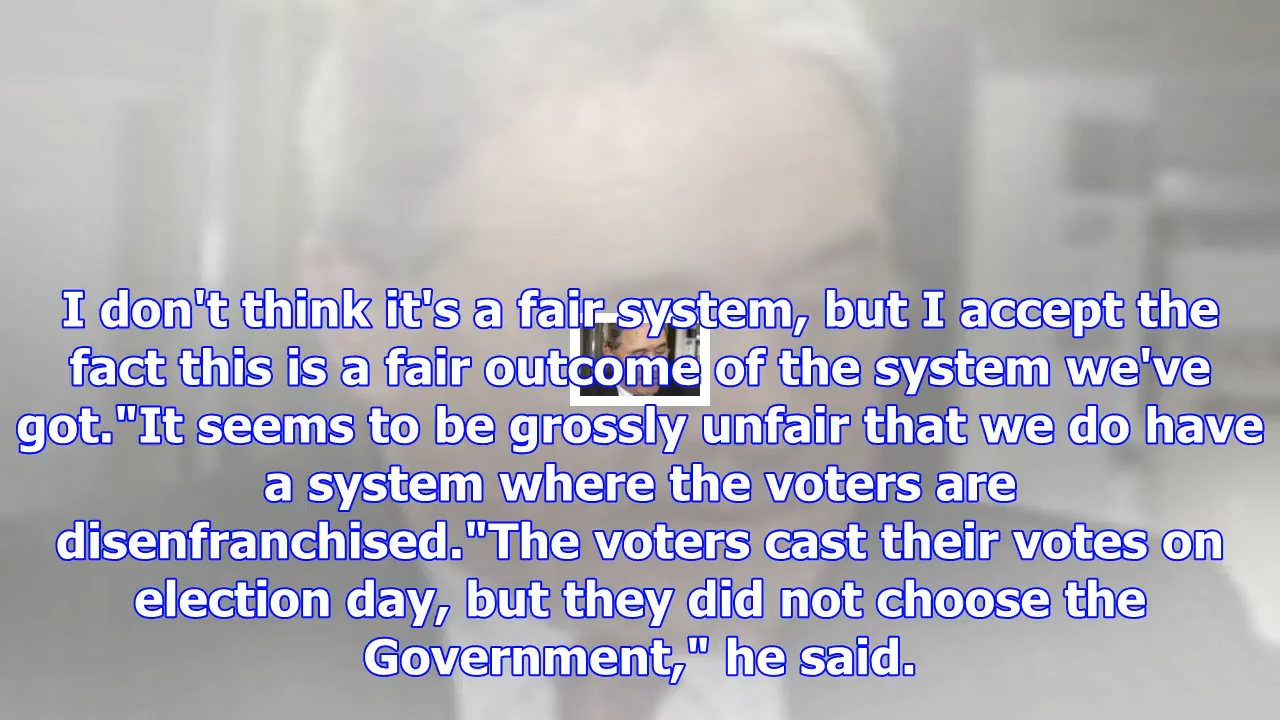 I don't think it's a fair system, but I accept the
fact this is a fair outcome of the system we've
got."It seems to be grossly unfair that we do have
a system where the voters are
disenfranchised."The voters cast their votes on
election day, but they did not choose the
Government," he said.